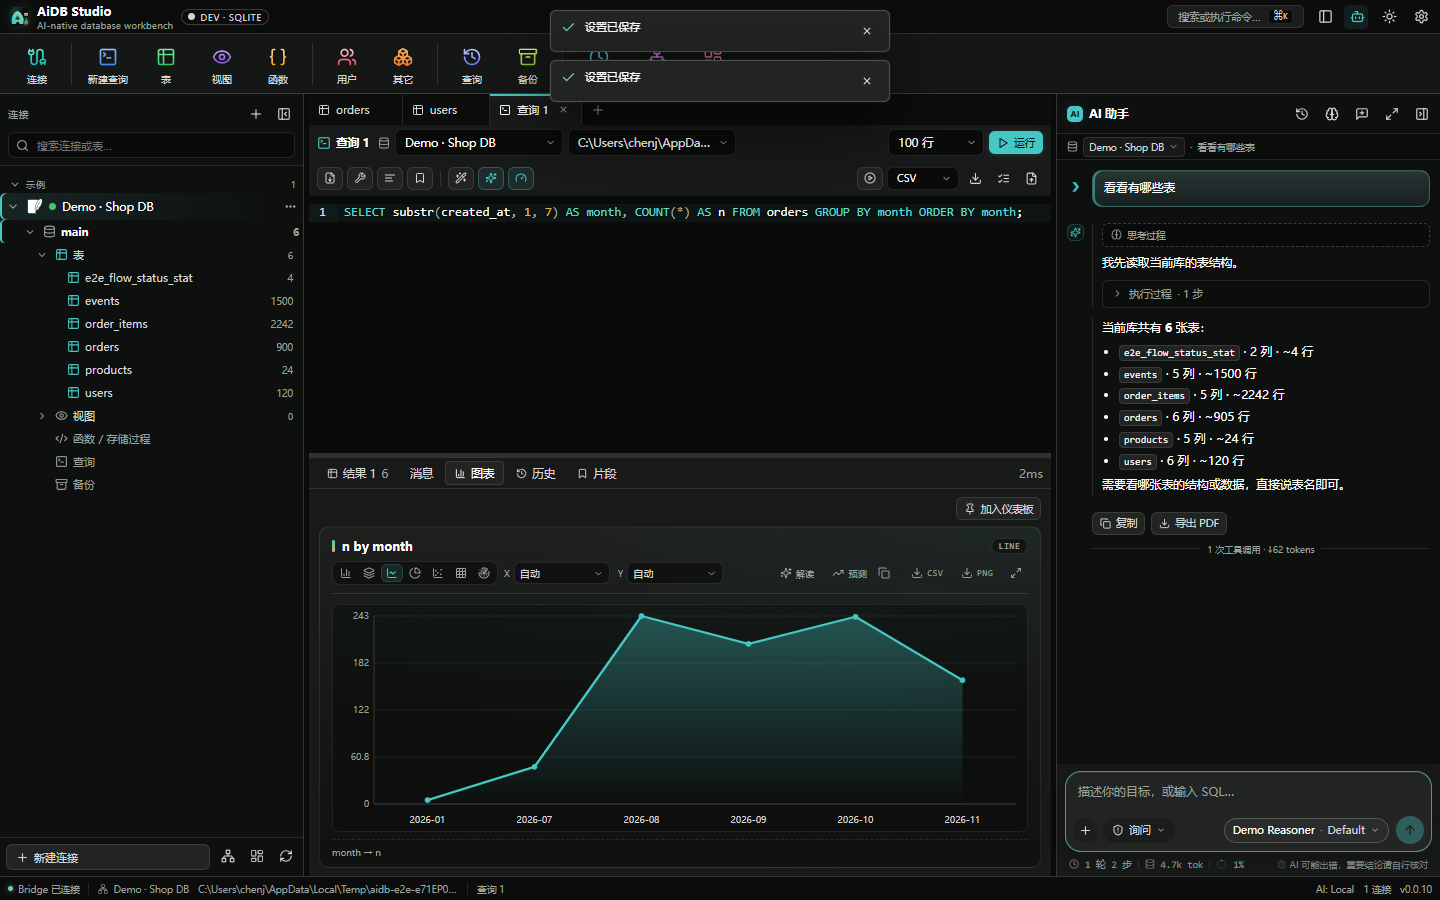 AiDB Studio
AI-native database workbench
DEV · SQLITE
设置已保存
设置已保存
搜索或执行命令... ⌘K
连接
新建查询
表
视图
函数
用户
其它
查询
备份
连接
搜索连接或表...
示例 1
Demo · Shop DB
main 6
表 6
e2e_flow_status_stat 4
events 1500
order_items 2242
orders 900
products 24
users 120
视图 0
函数 / 存储过程
查询
备份
新建连接
orders
users
查询 1
查询 1
Demo · Shop DB
C:\Users\chenj\AppDa...
100 行
运行
CSV
1 SELECT substr(created_at, 1, 7) AS month, COUNT(*) AS n FROM orders GROUP BY month ORDER BY month;
结果 1 6
消息
图表
历史
片段
2ms
加入仪表板
n by month
LINE
X 自动
Y 自动
解读
预测
CSV
PNG
243
182
122
60.8
0
2026-01
2026-07
2026-08
2026-09
2026-10
2026-11
month → n
AI AI 助手
Demo · Shop DB · 看看有哪些表
看看有哪些表
思考过程
我先读取当前库的表结构。
执行过程 · 1 步
当前库共有 6 张表：
• e2e_flow_status_stat · 2 列 · ~4 行
• events · 5 列 · ~1500 行
• order_items · 5 列 · ~2242 行
• orders · 6 列 · ~905 行
• products · 5 列 · ~24 行
• users · 6 列 · ~120 行
需要看哪张表的结构或数据，直接说表名即可。
复制
导出 PDF
1 次工具调用 · ↓62 tokens
描述你的目标，或输入 SQL...
询问
Demo Reasoner · Default
1 轮 2 步
4.7k tok
1%
AI 可能出错，重要结论请自行核对
Bridge 已连接
Demo · Shop DB
C:\Users\chenj\AppData\Local\Temp\aidb-e2e-e71EP0...
查询 1
AI: Local
1 连接
v0.0.10